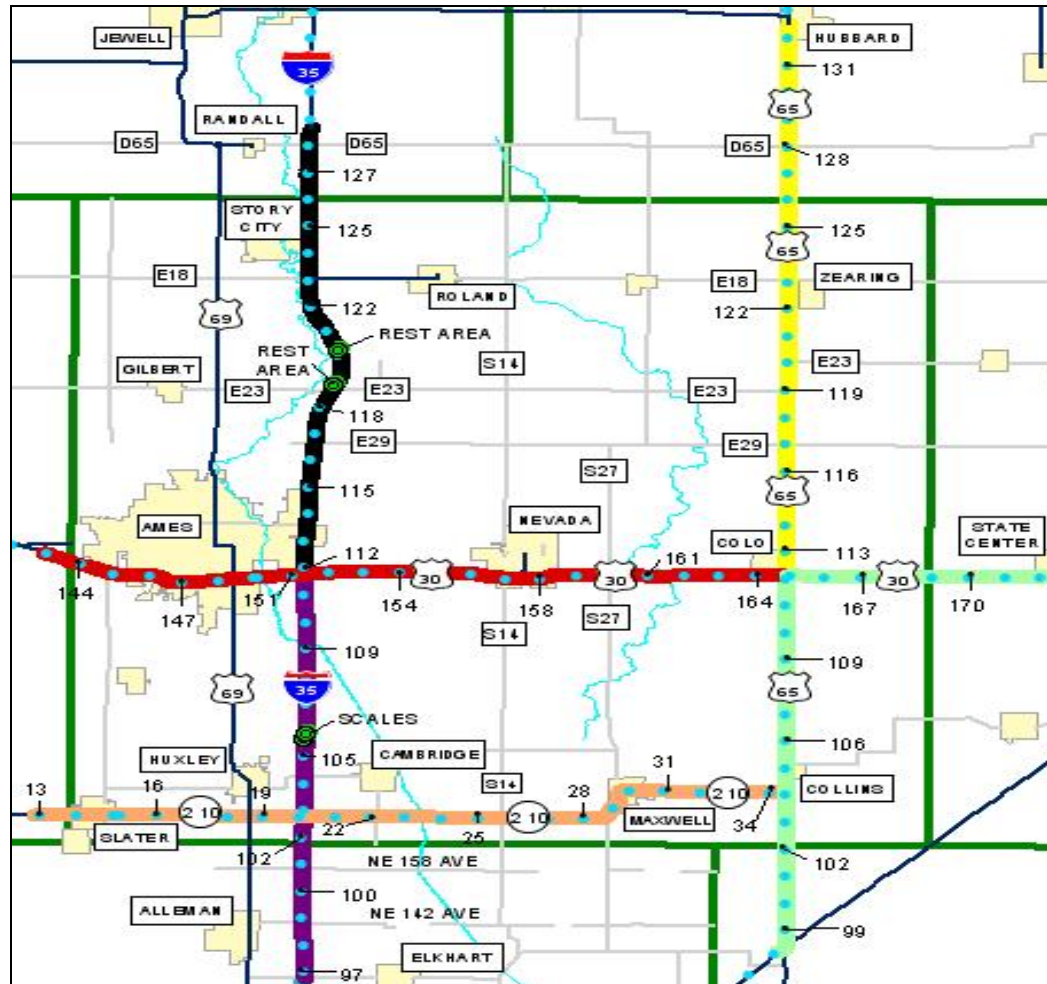 JEWELL
HUBBARD
35
131
65
RANDALL
D65
D65
D65
128
127
STORY
CITY
125
125
65
E18
E18
ZEARING
ROLAND
69
122
122
REST AREA
REST
AREA
S14
E23
GILBERT
E23
E23
E23
119
118
E29
E29
S27
116
115
65
NEVADA
AMES
STATE
CENTER
COLO
112
113
161
30
30
30
144
151
154
158
164
167
170
147
S27
S14
109
109
69
35
65
SCALES
106
HUXLEY
105
CAMBRIDGE
S14
31
13
16
19
28
210
COLLINS
210
210
MAXWELL
34
22
25
SLATER
102
102
NE 158 AVE
100
ALLEMAN
NE 142 AVE
99
ELKHART
97